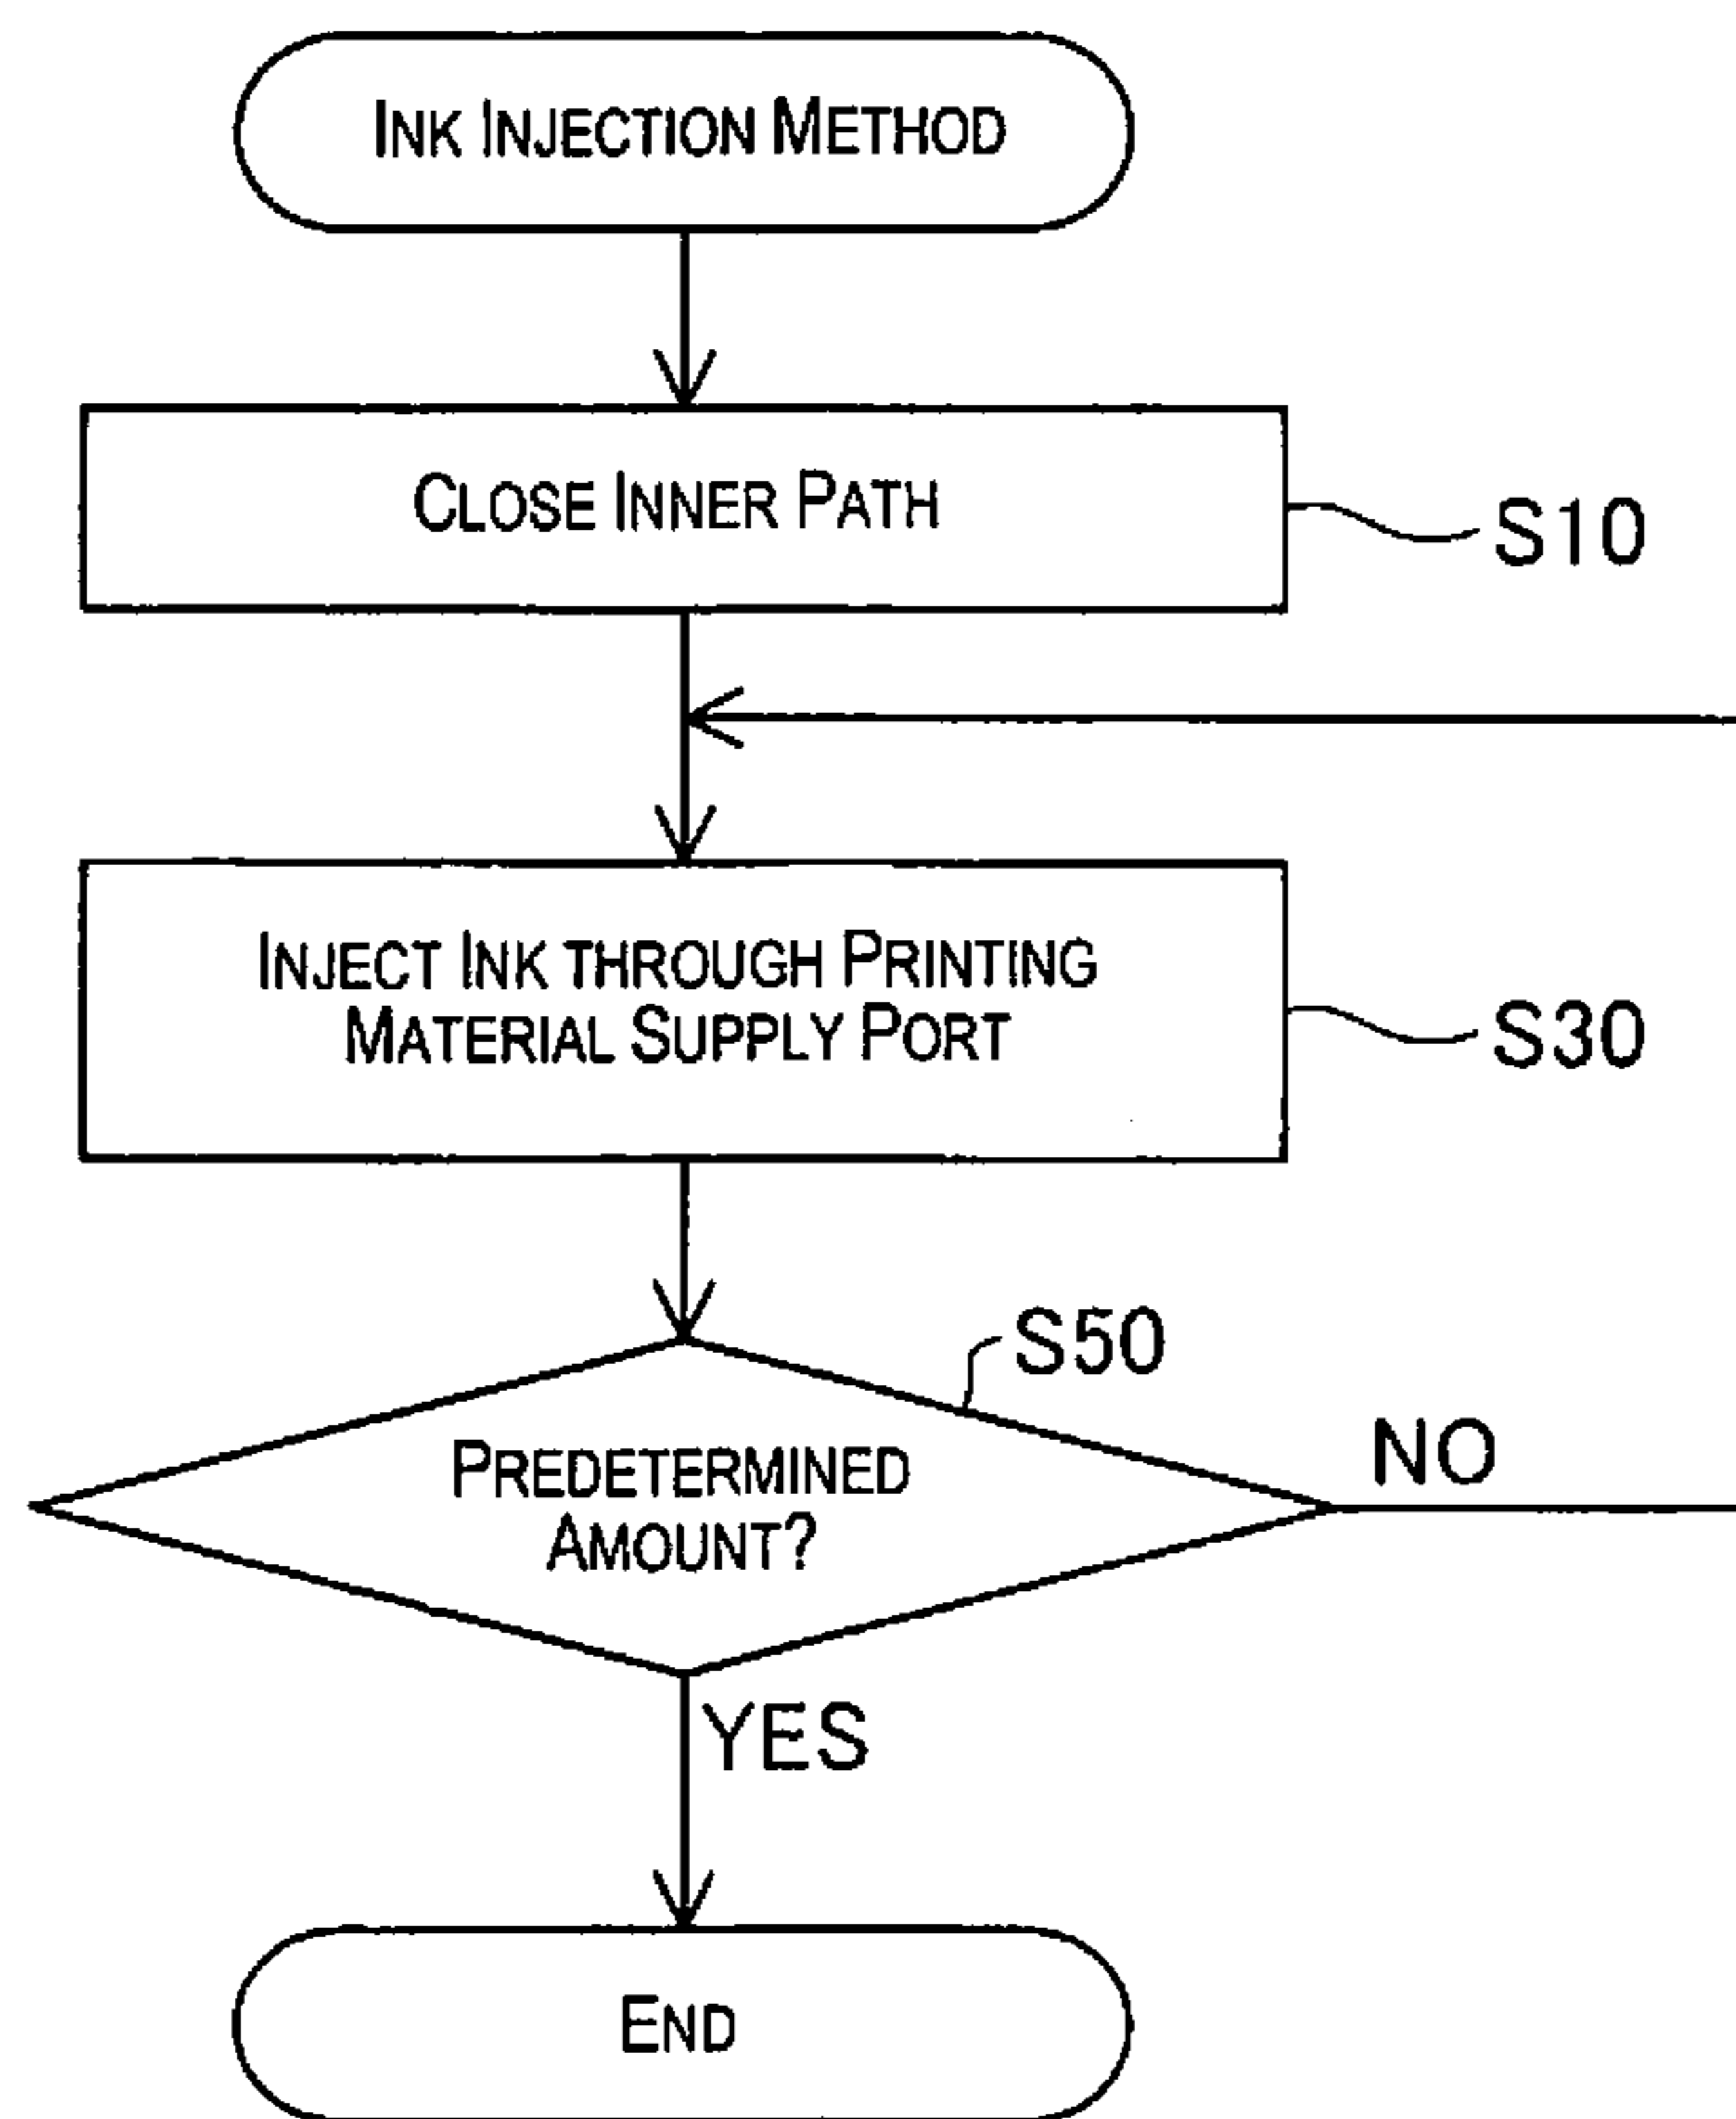 INK INJECTION METHOD
CLOSE INNER PATH
S10
INJECT INK THROUGH PRINTING
MATERIAL SUPPLY PORT
S30
S50
PREDETERMINED
AMOUNT?
NO
YES
END